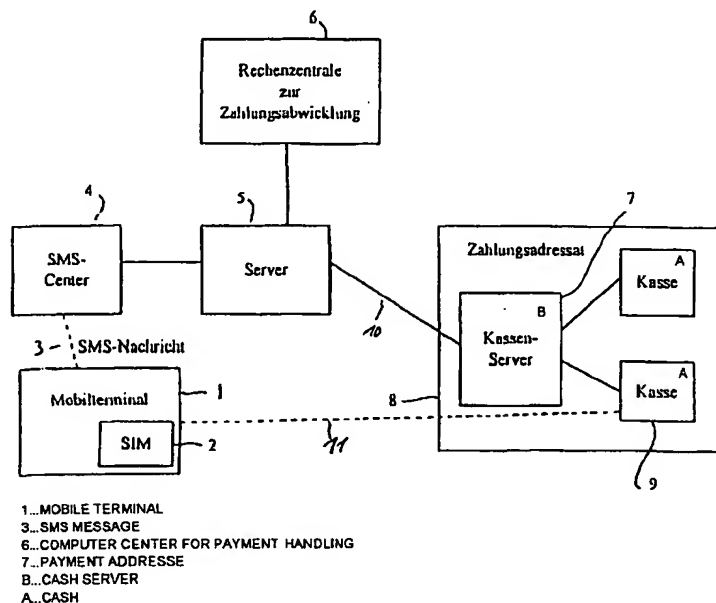 6
Rechenzentrale
zur
Zahlungsabwicklung
4
5
7
SMS-
Center
Server
Zahlungsadressat
A
Kasse
B
Kassen-
Server
10
3
SMS-Nachricht
A
Kasse
Mobilterminal
1
8
SIM
2
11
9
1...MOBILE TERMINAL
3...SMS MESSAGE
6...COMPUTER CENTER FOR PAYMENT HANDLING
7...PAYMENT ADDRESSE
B...CASH SERVER
A...CASH